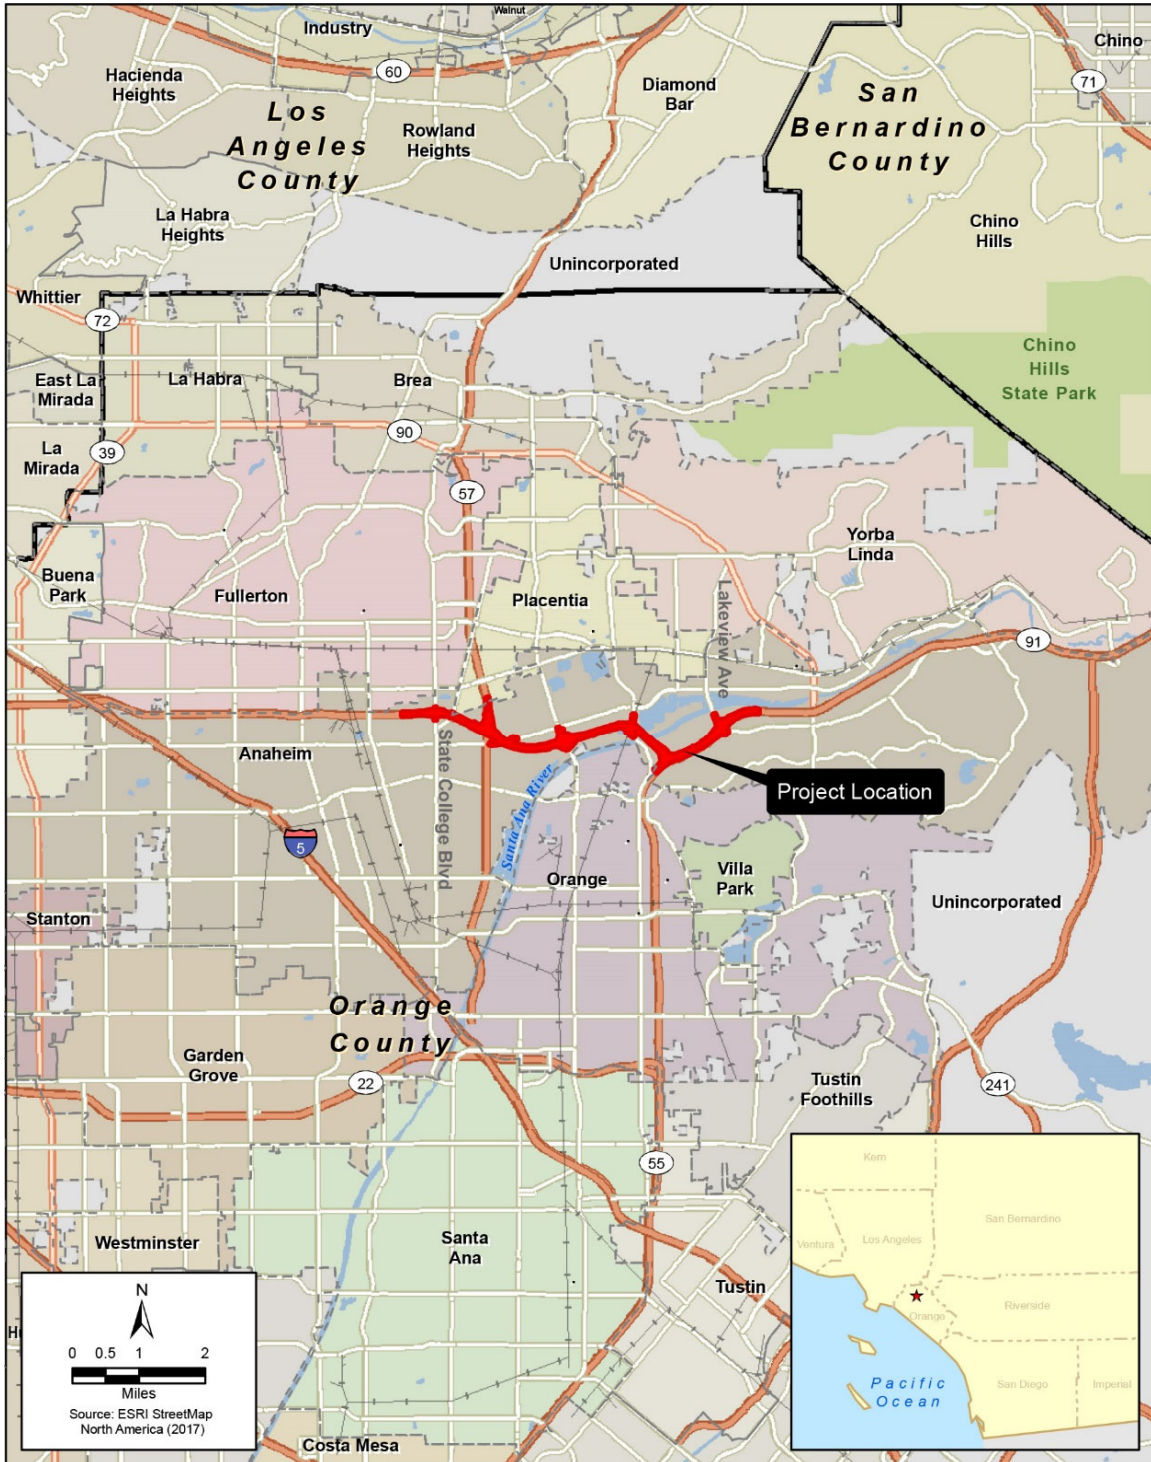 Walnut
Industry
60
Hacienda
Heights
Los
Angeles
County
Rowland
Heights
Diamond
Bar
San
Bernardino
County
Chino
71
La Habra
Heights
Chino
Hills
Unincorporated
Whittier
72
Chino
Hills
State Park
East La
Mirada
La Habra
Brea
90
La
Mirada
39
57
Yorba
Linda
Buena
Park
Fullerton
Placentia
Lakeview Ave
91
Anaheim
State College Blvd
Santa Ana River
Project Location
5
Orange
Villa
Park
Unincorporated
Stanton
Orange
County
Garden
Grove
22
Tustin
Foothills
241
55
Westminster
Santa
Ana
Tustin
Costa Mesa
N
0 0.5 1 2
Miles
Source: ESRI StreetMap
North America (2017)
Kern
San Bernardino
Ventura
Los Angeles
Orange
Riverside
Pacific
Ocean
San Diego
Imperial